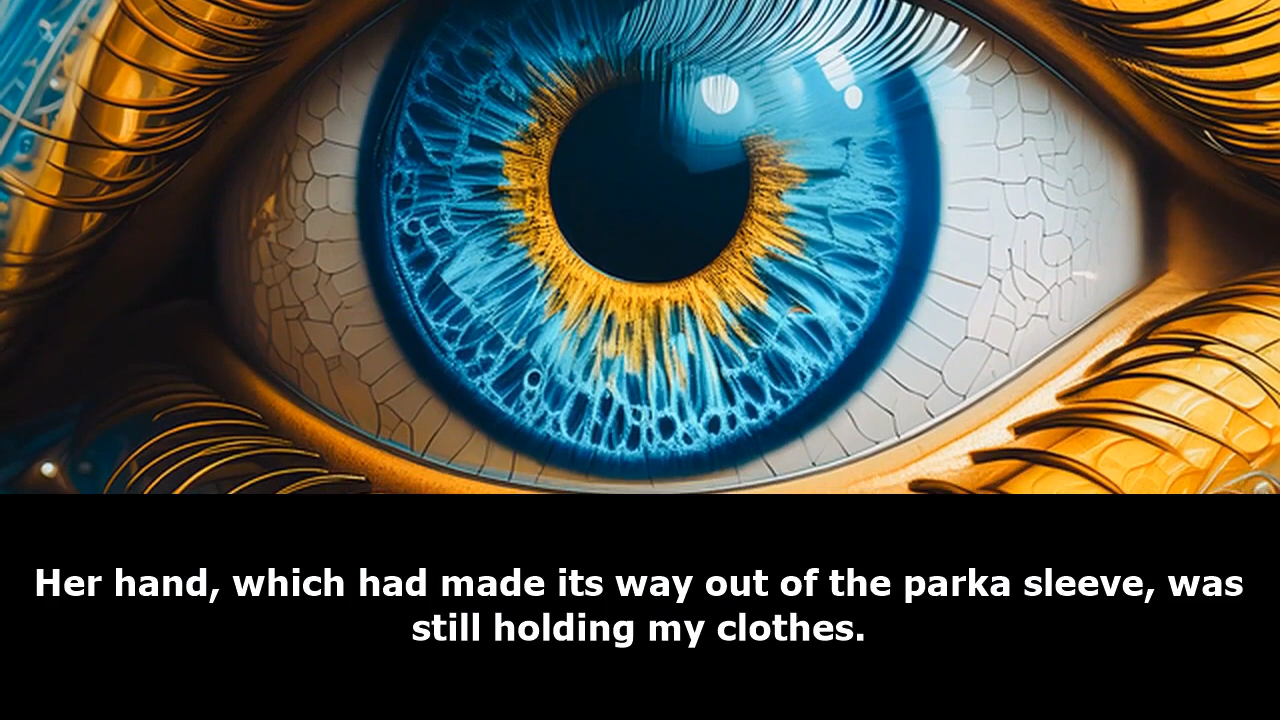 Her hand, which had made its way out of the parka sleeve, was
still holding my clothes.